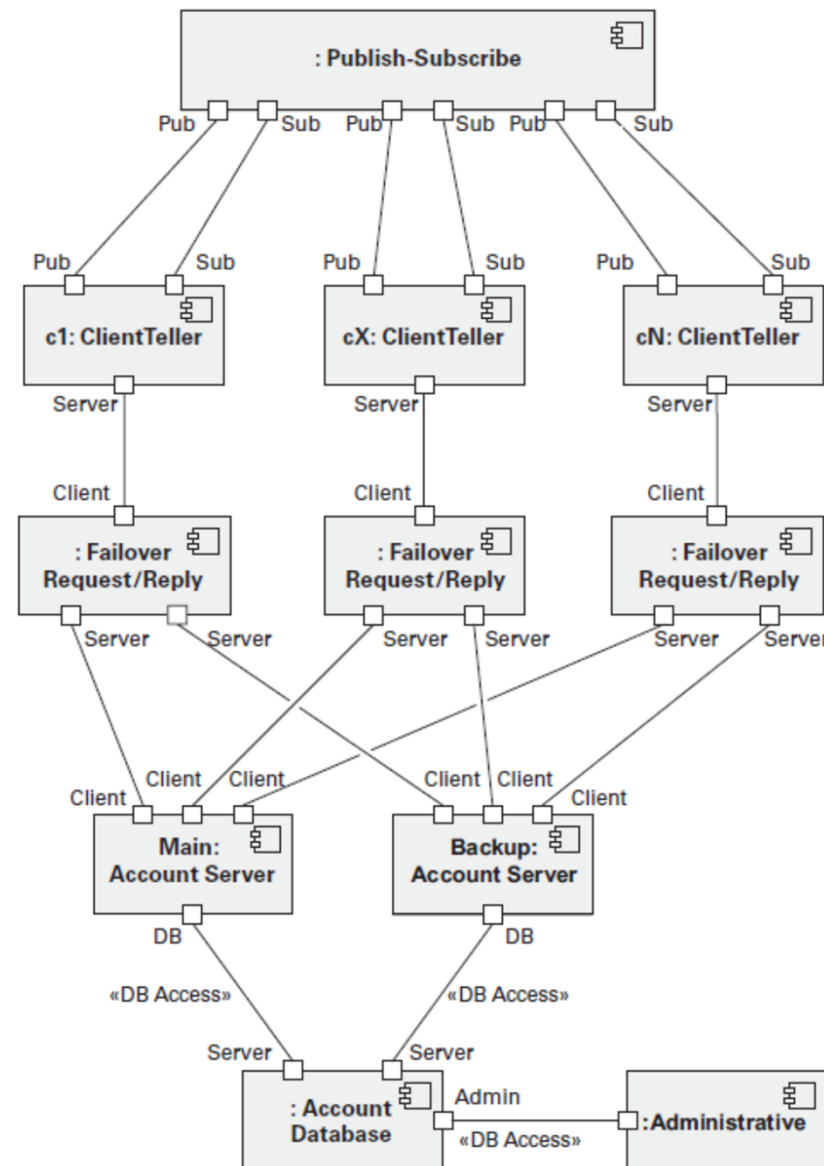 : Publish-Subscribe
Pub Sub Pub Sub Pub Sub
Pub Sub Pub Sub Pub Sub
c1: ClientTeller cX: ClientTeller cN: ClientTeller
Server Server Server
Client Client Client
: Failover : Failover : Failover
Request/Reply Request/Reply Request/Reply
Server Server Server Server Server Server
Client Client Client Client Client Client
Main: Backup:
Account Server Account Server
DB DB
«DB Access» «DB Access»
Server Server
: Account Admin :Administrative
Database «DB Access»